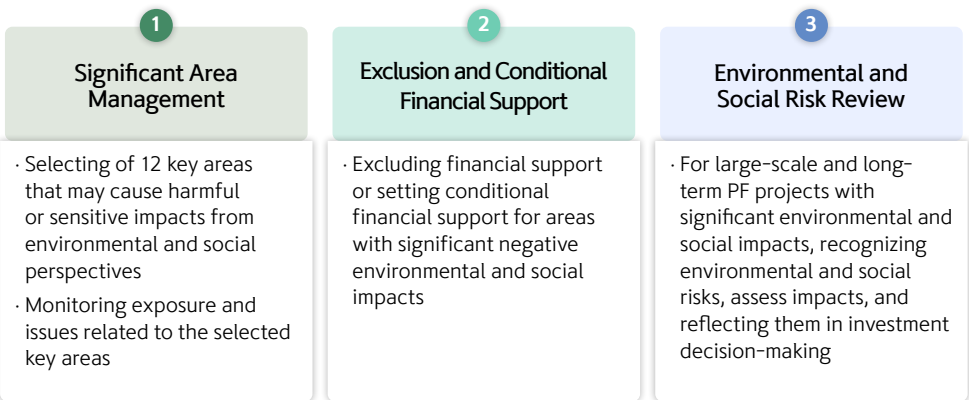 1
Significant Area
Management
· Selecting of 12 key areas
that may cause harmful
or sensitive impacts from
environmental and social
perspectives
· Monitoring exposure and
issues related to the selected
key areas
2
Exclusion and Conditional
Financial Support
· Excluding financial support
or setting conditional
financial support for areas
with significant negative
environmental and social
impacts
3
Environmental and
Social Risk Review
· For large-scale and long-
term PF projects with
significant environmental and
social impacts, recognizing
environmental and social
risks, assess impacts, and
reflecting them in investment
decision-making